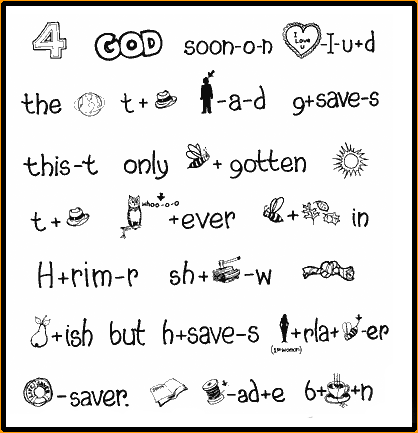 4 GOD soon-o-n I Love U -I-u+d
the t+ -a-d g+save-s
this-t only +gotten
t+ whoo-o-o +ever + in
H+rim-r sh+ -w
+ish but h+save-s +rla+ -er
(1st woman)
-saver. -ad+e 6+ +n